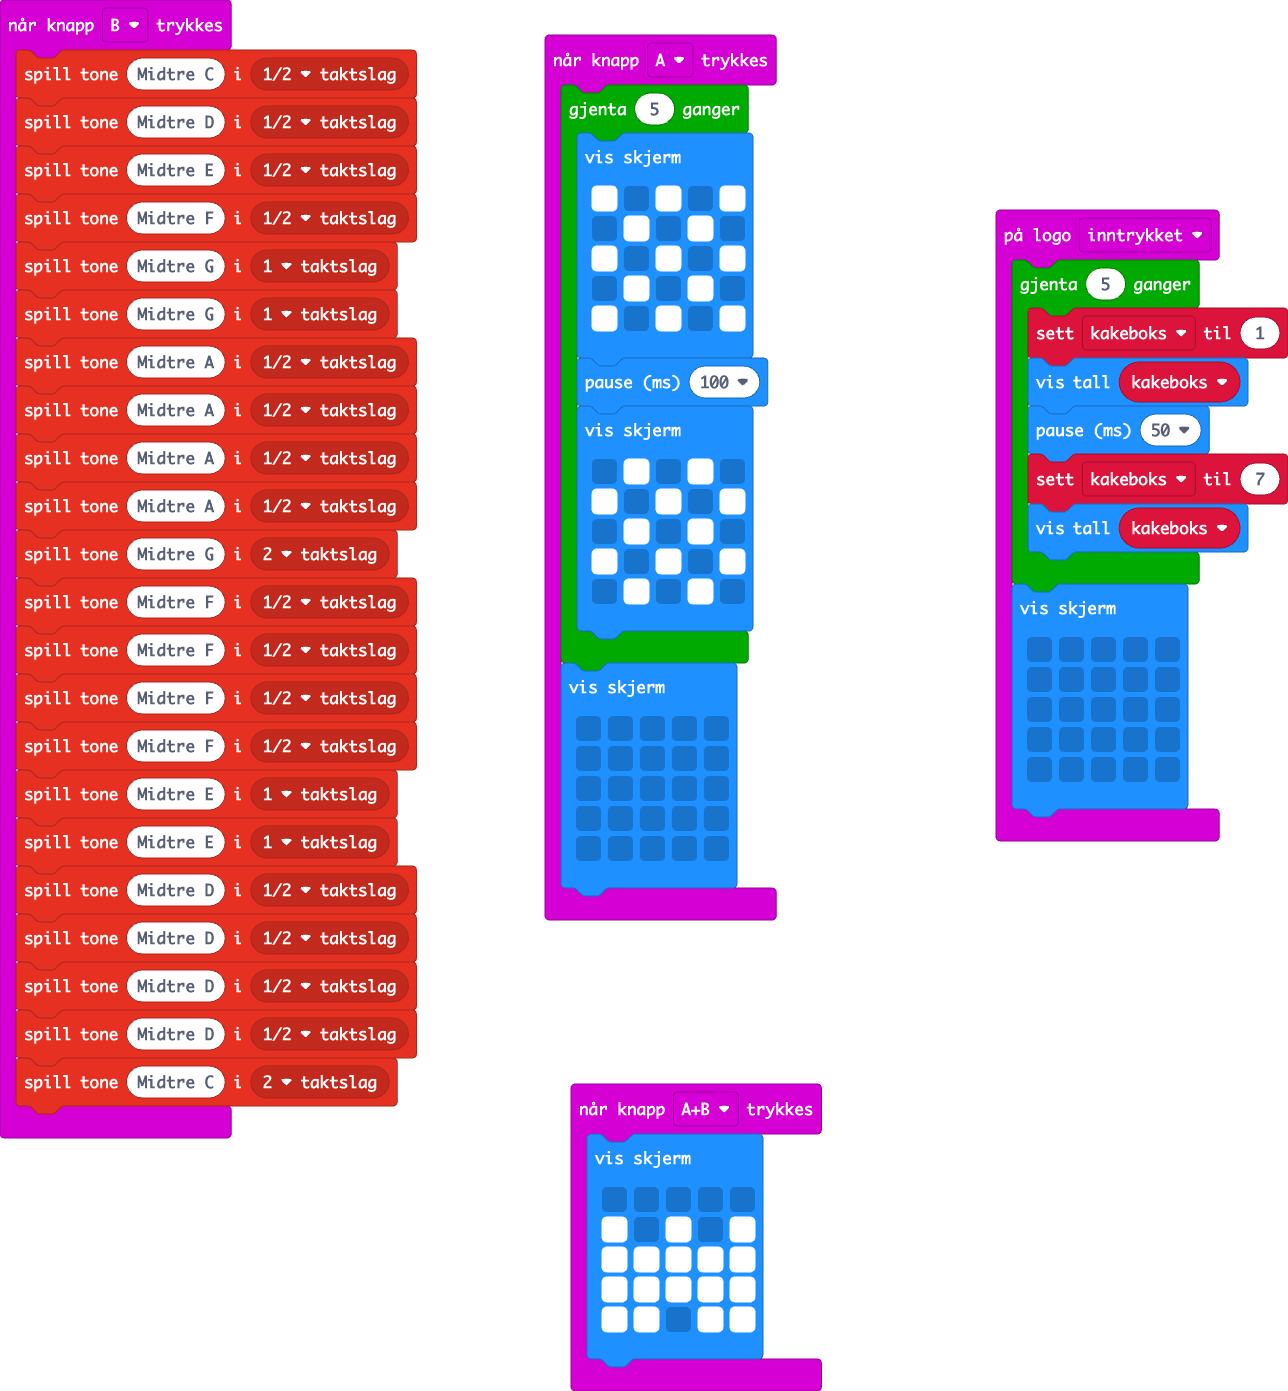 når knapp B trykkes
spill tone Midtre C i 1/2 taktslag
spill tone Midtre D i 1/2 taktslag
spill tone Midtre E i 1/2 taktslag
spill tone Midtre F i 1/2 taktslag
spill tone Midtre G i 1 taktslag
spill tone Midtre G i 1 taktslag
spill tone Midtre A i 1/2 taktslag
spill tone Midtre A i 1/2 taktslag
spill tone Midtre A i 1/2 taktslag
spill tone Midtre A i 1/2 taktslag
spill tone Midtre G i 2 taktslag
spill tone Midtre F i 1/2 taktslag
spill tone Midtre F i 1/2 taktslag
spill tone Midtre F i 1/2 taktslag
spill tone Midtre F i 1/2 taktslag
spill tone Midtre E i 1 taktslag
spill tone Midtre E i 1 taktslag
spill tone Midtre D i 1/2 taktslag
spill tone Midtre D i 1/2 taktslag
spill tone Midtre D i 1/2 taktslag
spill tone Midtre D i 1/2 taktslag
spill tone Midtre C i 2 taktslag
når knapp A trykkes
gjenta 5 ganger
vis skjerm
pause (ms) 100
vis skjerm
vis skjerm
på logo inntrykket
gjenta 5 ganger
sett kakeboks til 1
vis tall kakeboks
pause (ms) 50
sett kakeboks til 7
vis tall kakeboks
vis skjerm
når knapp A+B trykkes
vis skjerm